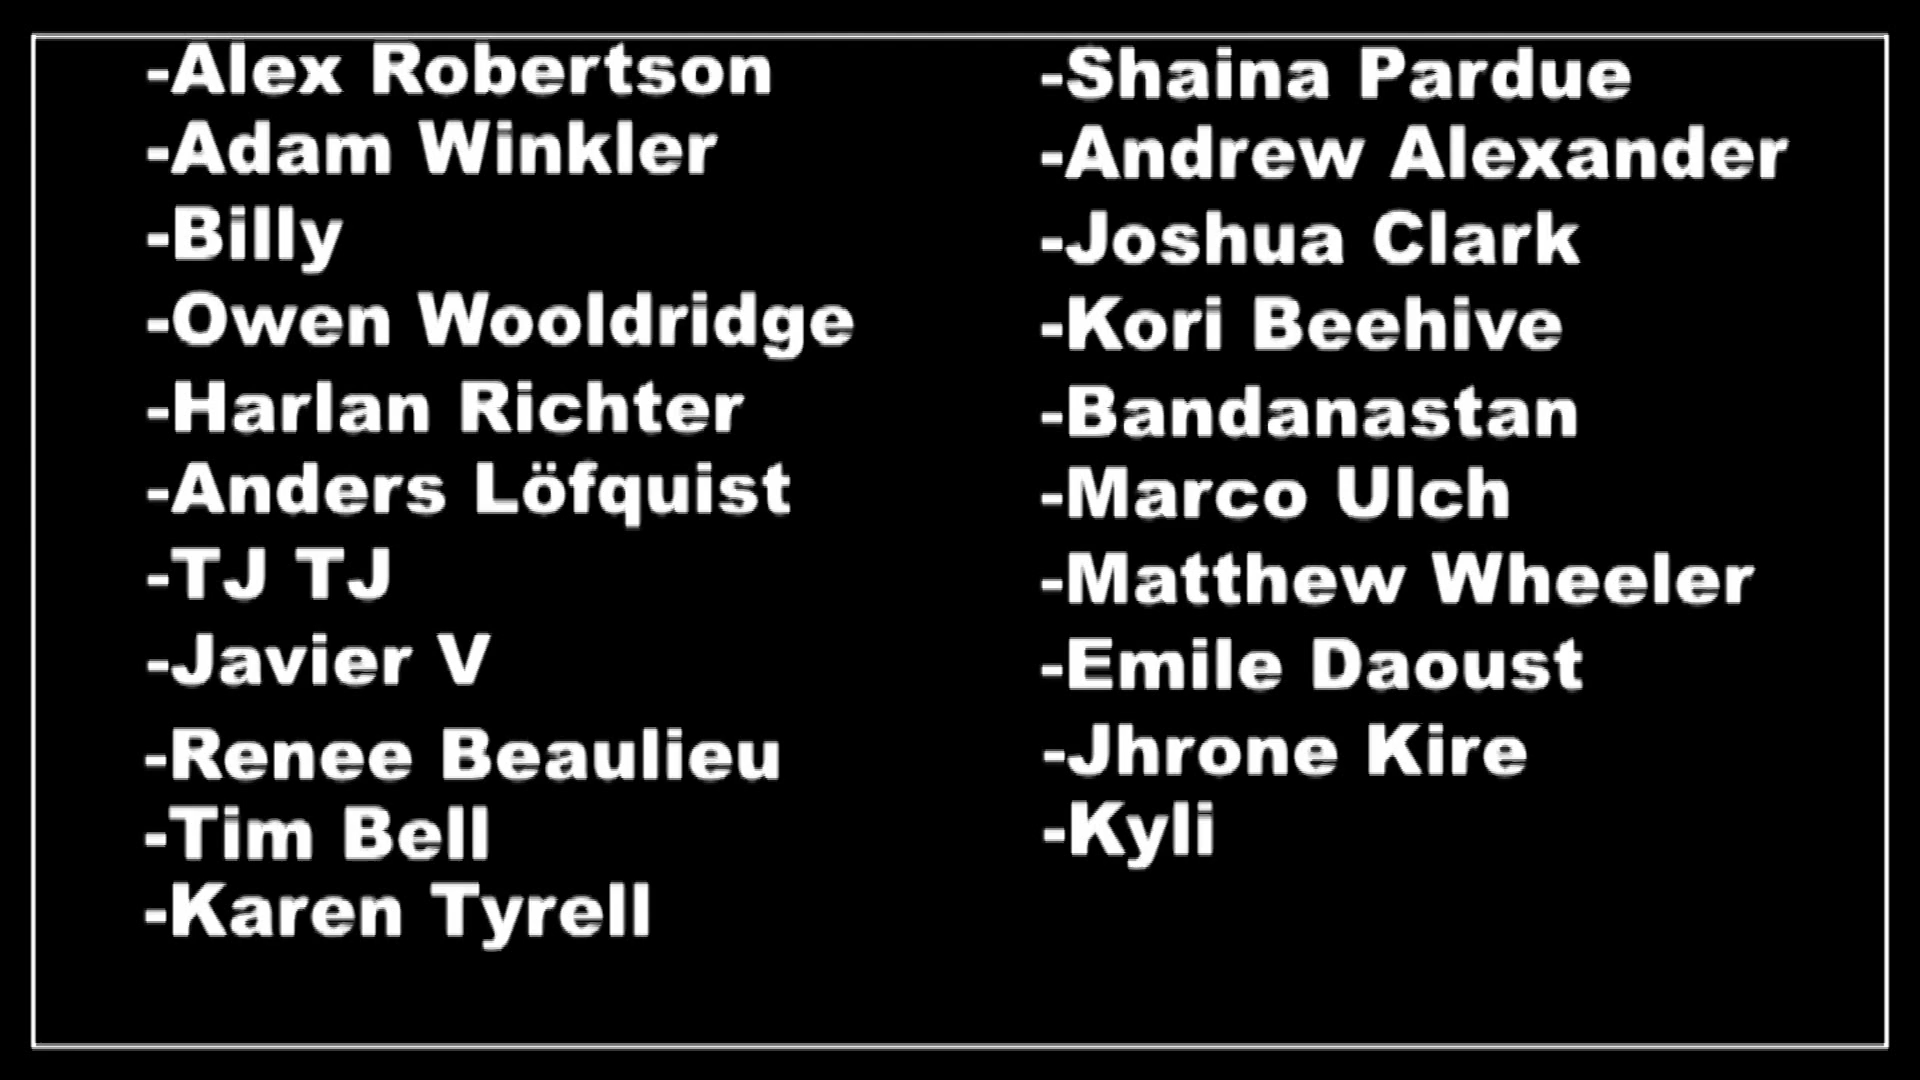 -Alex Robertson
-Adam Winkler
-Billy
-Owen Wooldridge
-Harlan Richter
-Anders Löfquist
-TJ TJ
-Javier V
-Renee Beaulieu
-Tim Bell
-Karen Tyrell
-Shaina Pardue
-Andrew Alexander
-Joshua Clark
-Kori Beehive
-Bandanastan
-Marco Ulch
-Matthew Wheeler
-Emile Daoust
-Jhrone Kire
-Kyli